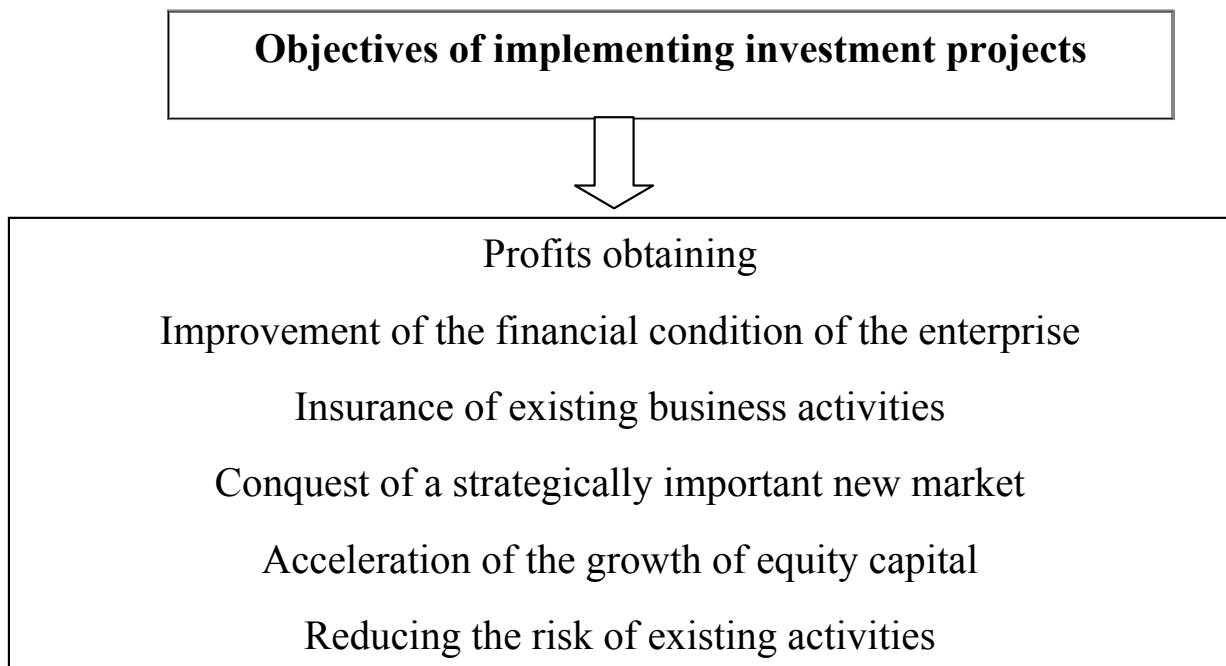 Objectives of implementing investment projects
Profits obtaining
Improvement of the financial condition of the enterprise
Insurance of existing business activities
Conquest of a strategically important new market
Acceleration of the growth of equity capital
Reducing the risk of existing activities